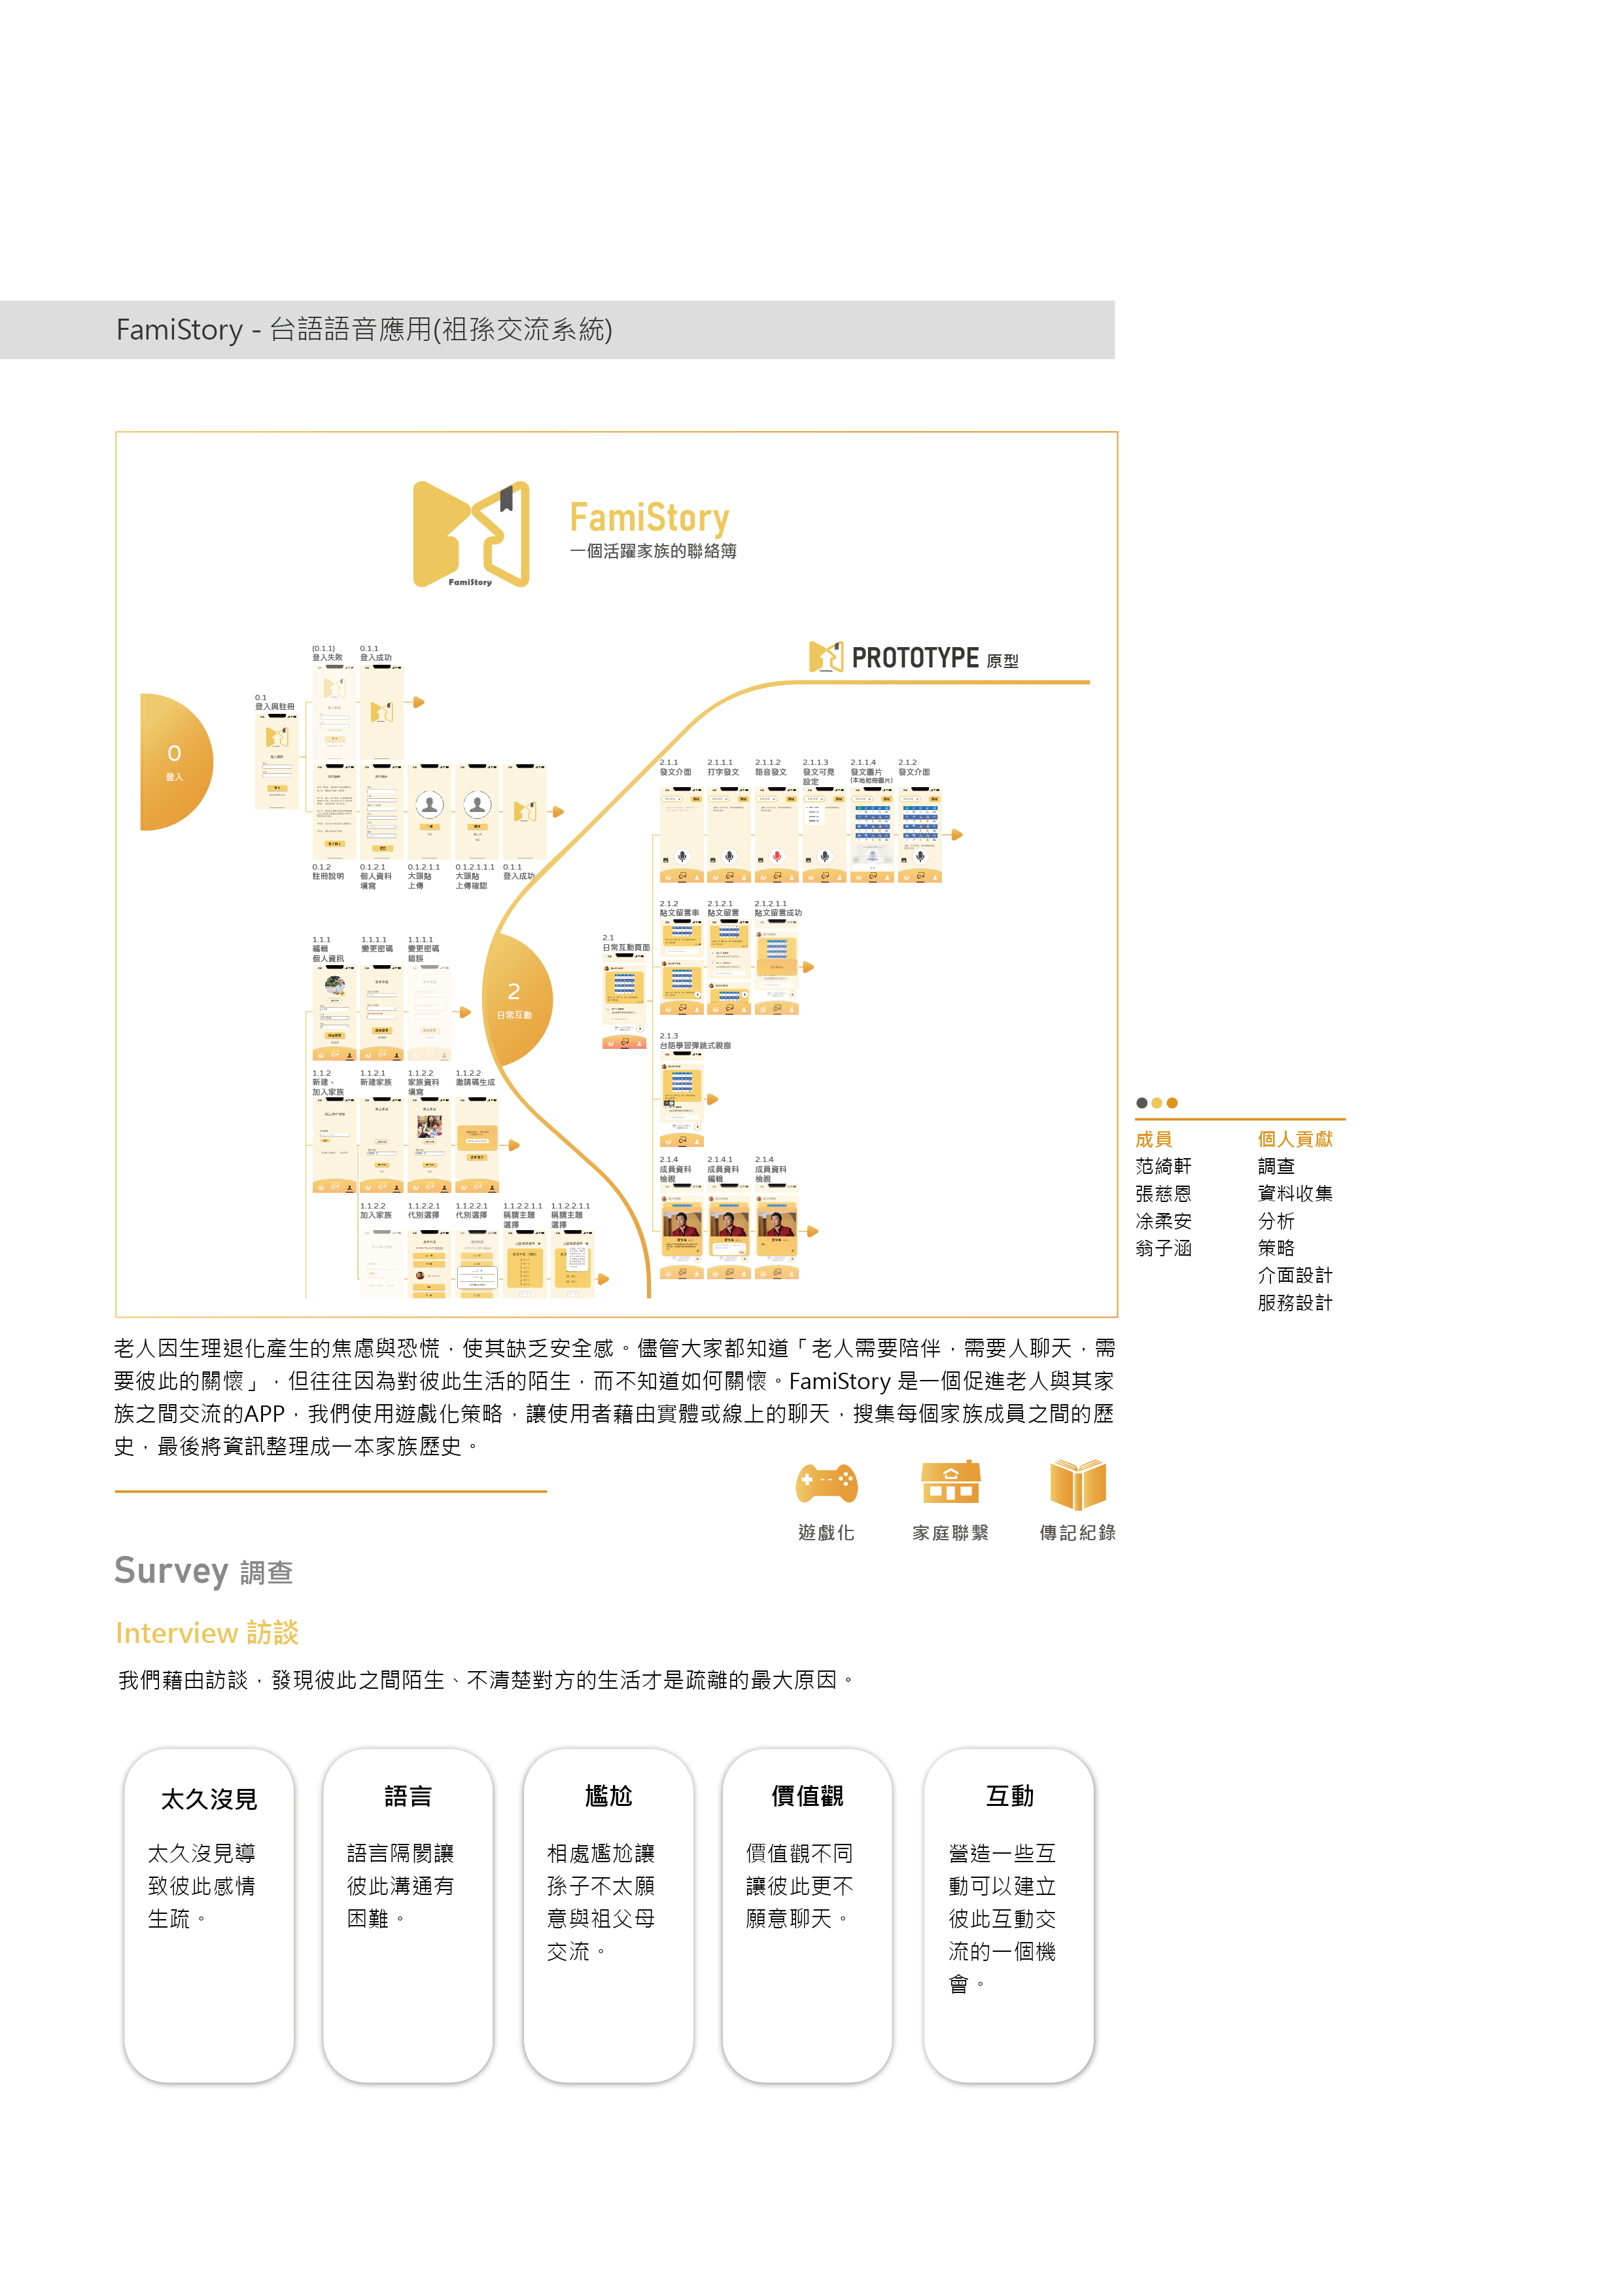 FamiStory - 台語語音應用(祖孫交流系統)
FamiStory
FamiStory
一個活躍家族的聯絡簿
PROTOTYPE 原型
0
登入
0.1
登入與註冊
(0.1.1)
登入失敗
0.1.1
登入成功
0.1.2
註冊說明
0.1.2.1
個人資料
填寫
0.1.2.1.1
大頭貼
上傳
0.1.2.1.1.1
大頭貼
上傳確認
0.1.1
登入成功
1.1.1
編輯
個人資訊
1.1.1.1
變更密碼
1.1.1.1
變更密碼
錯誤
1.1.2
新建、
加入家族
1.1.2.1
新建家族
1.1.2.2
家族資料
填寫
1.1.2.2
邀請碼生成
1.1.2.2
加入家族
1.1.2.2.1
代別選擇
1.1.2.2.1
代別選擇
1.1.2.2.1.1
稱謂主題
選擇
1.1.2.2.1.1
稱謂主題
選擇
2
日常互動
2.1
日常互動頁面
2.1.1
發文介面
2.1.1.1
打字發文
2.1.1.2
語音發文
2.1.1.3
發文可見
設定
2.1.1.4
發文圖片
(本地相冊圖片)
2.1.2
發文介面
2.1.2
貼文留言串
2.1.2.1
貼文留言
2.1.2.1.1
貼文留言成功
2.1.3
台語學習彈跳式視窗
2.1.4
成員資料
檢視
2.1.4.1
成員資料
編輯
2.1.4
成員資料
檢視
成員
范綺軒
張慈恩
凃柔安
翁子涵
個人貢獻
調查
資料收集
分析
策略
介面設計
服務設計
老人因生理退化產生的焦慮與恐慌，使其缺乏安全感。儘管大家都知道「老人需要陪伴，需要人聊天，需
要彼此的關懷」，但往往因為對彼此生活的陌生，而不知道如何關懷。FamiStory 是一個促進老人與其家
族之間交流的APP，我們使用遊戲化策略，讓使用者藉由實體或線上的聊天，搜集每個家族成員之間的歷
史，最後將資訊整理成一本家族歷史。
遊戲化
家庭聯繫
傳記紀錄
Survey 調查
Interview 訪談
我們藉由訪談，發現彼此之間陌生、不清楚對方的生活才是疏離的最大原因。
太久沒見
太久沒見導
致彼此感情
生疏。
語言
語言隔閡讓
彼此溝通有
困難。
尷尬
相處尷尬讓
孫子不太願
意與祖父母
交流。
價值觀
價值觀不同
讓彼此更不
願意聊天。
互動
營造一些互
動可以建立
彼此互動交
流的一個機
會。